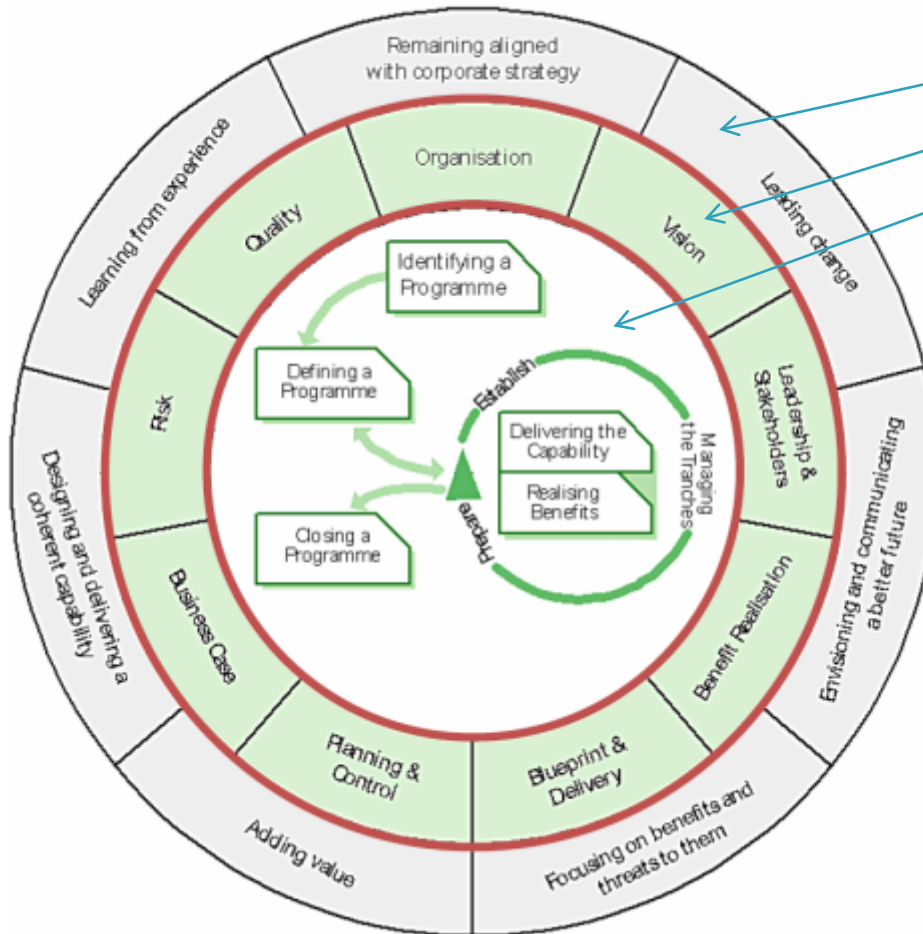 Remaining aligned
with corporate strategy
Leading change
Envisioning and communicating
a better future
Focusing on benefits and
threats to them
Adding value
Designing and delivering a
coherent capability
Learning from experience
Organisation
Vision
Leadership &
Stakeholders
Benefit Realisation
Blueprint &
Delivery
Planning &
Control
Business Case
Risk
Quality
Identifying a
Programme
Defining a
Programme
Closing a
Programme
Establish
Managing
the Tranches
Prepare
Delivering the
Capability
Realising
Benefits